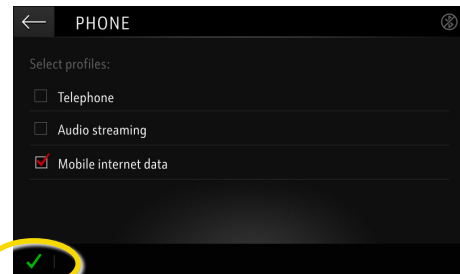 PHONE
Select profiles:
Telephone
Audio streaming
Mobile internet data